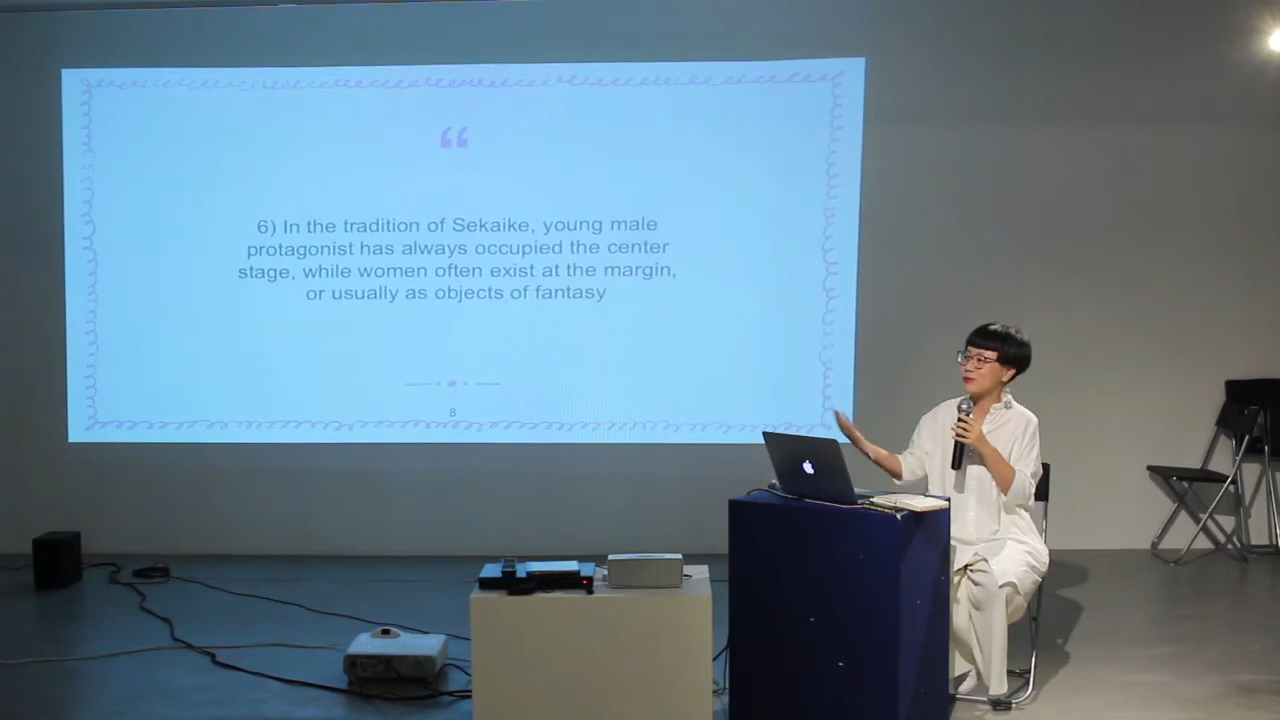 “
6) In the tradition of Sekaike, young male
protagonist has always occupied the center
stage, while women often exist at the margin,
or usually as objects of fantasy
8